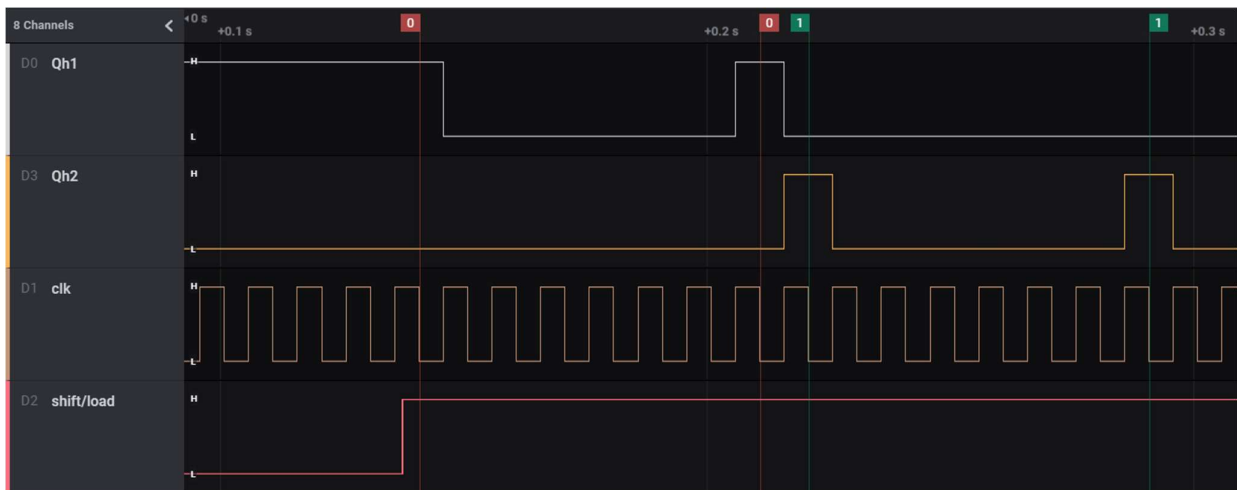 8 Channels
0 s
+0.1 s
0
+0.2 s
0
1
1
+0.3 s
D0 Qh1
H
L
D3 Qh2
H
L
D1 clk
H
L
D2 shift/load
H
L